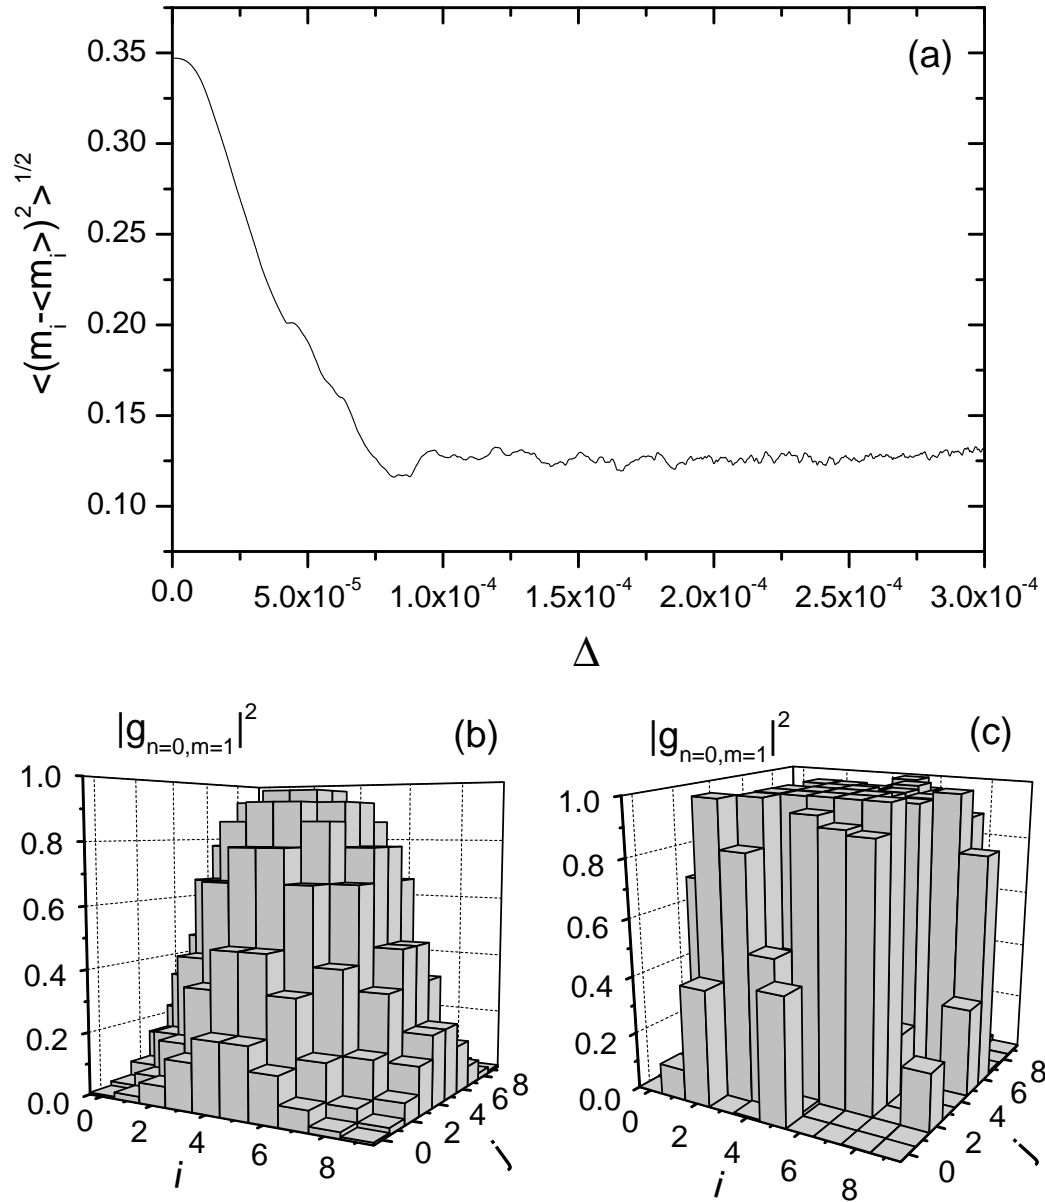 (a)
0.35
0.30
0.25
0.20
0.15
0.10
<(m_i-<m_i>)^2>^1/2
0.0 5.0x10^-5 1.0x10^-4 1.5x10^-4 2.0x10^-4 2.5x10^-4 3.0x10^-4
Δ
|g_n=0,m=1|^2 (b)
1.0
0.8
0.6
0.4
0.2
0.0
0 2 4 6 8
i
0 2 4 6 8
j
|g_n=0,m=1|^2 (c)
1.0
0.8
0.6
0.4
0.2
0.0
0 2 4 6 8
i
0 2 4 6 8
j